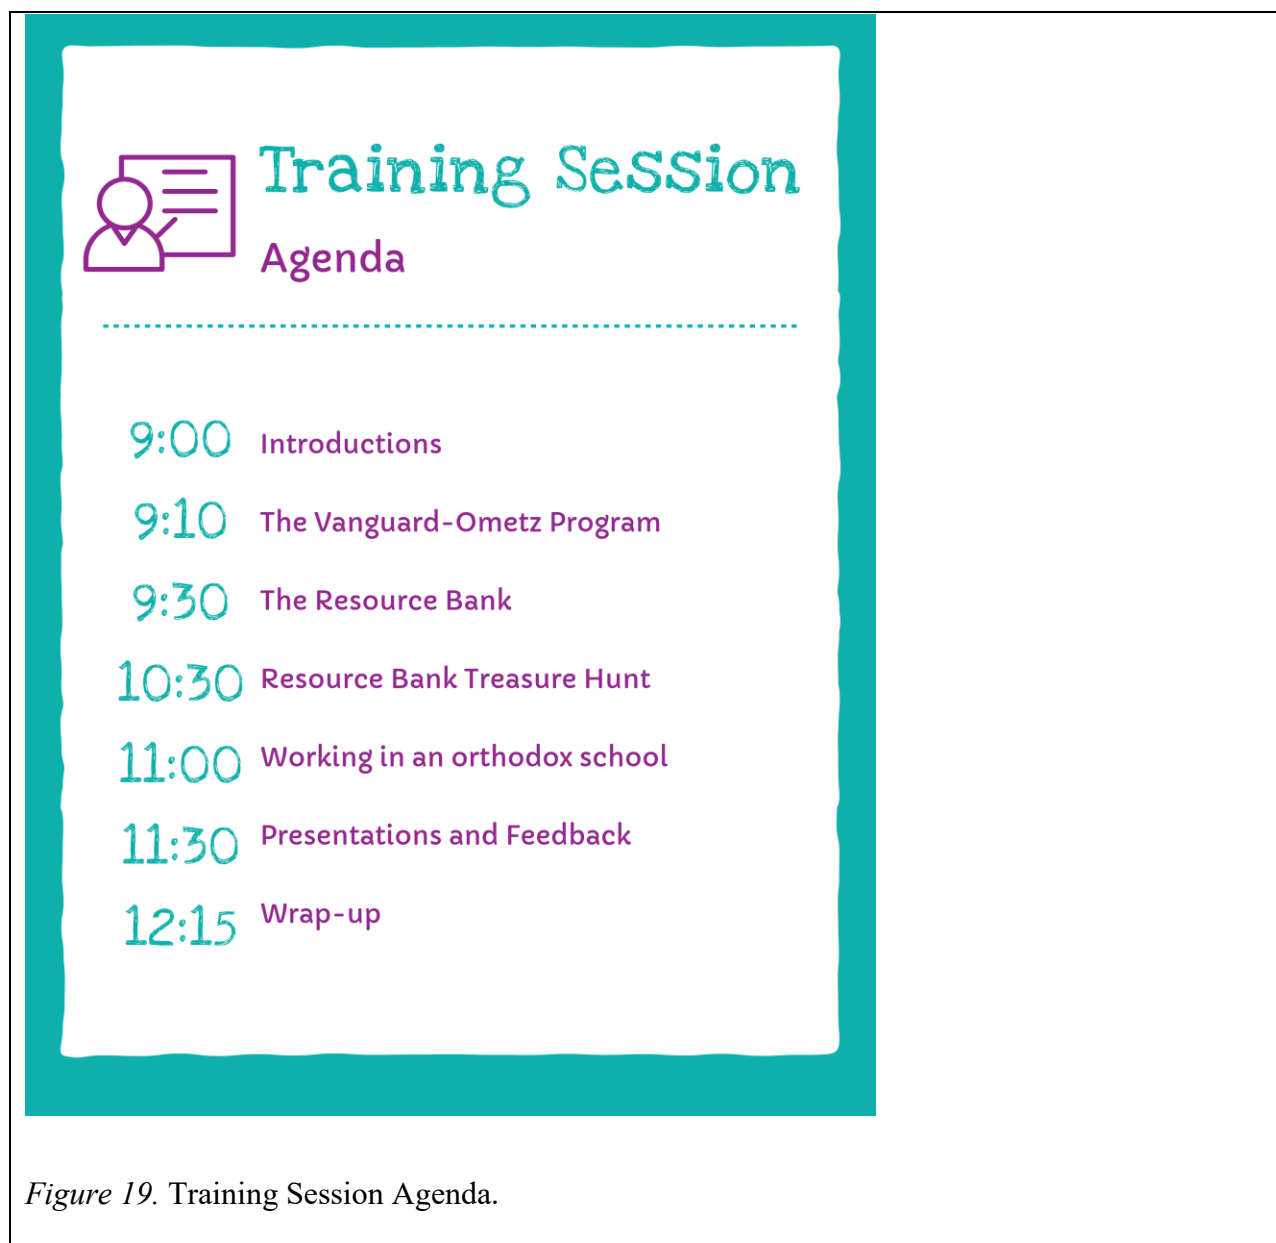 Training Session
Agenda
9:00 Introductions
9:10 The Vanguard-Ometz Program
9:30 The Resource Bank
10:30 Resource Bank Treasure Hunt
11:00 Working in an orthodox school
11:30 Presentations and Feedback
12:15 Wrap-up
Figure 19. Training Session Agenda.